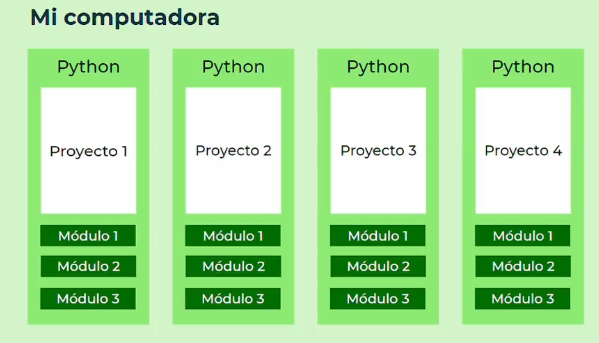 Mi computadora
Python
Proyecto 1
Módulo 1
Módulo 2
Módulo 3
Python
Proyecto 2
Módulo 1
Módulo 2
Módulo 3
Python
Proyecto 3
Módulo 1
Módulo 2
Módulo 3
Python
Proyecto 4
Módulo 1
Módulo 2
Módulo 3